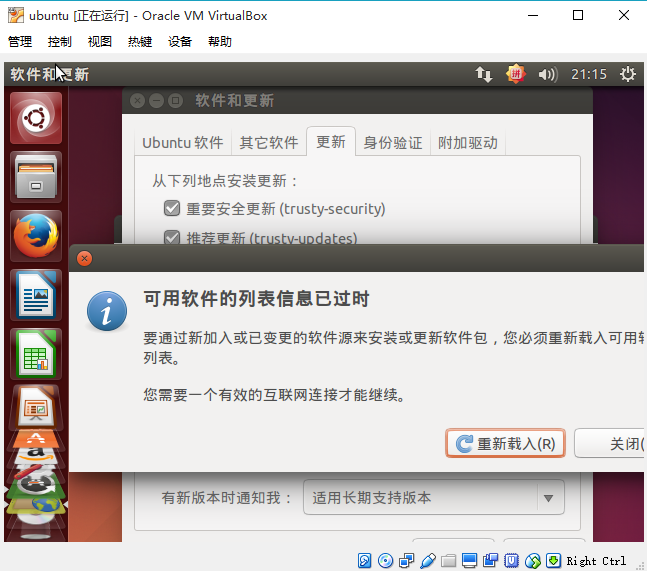 ubuntu [正在运行] - Oracle VM VirtualBox
管理 控制 视图 热键 设备 帮助
软件和更新 拼 21:15
软件和更新
Ubuntu 软件 其它软件 更新 身份验证 附加驱动
从下列地点安装更新：
重要安全更新 (trusty-security)
推荐更新 (trusty-updates)
可用软件的列表信息已过时
要通过新加入或已变更的软件源来安装或更新软件包，您必须重新载入可用
列表。
您需要一个有效的互联网连接才能继续。
重新载入(R) 关闭(
有新版本时通知我： 适用长期支持版本
Right Ctrl